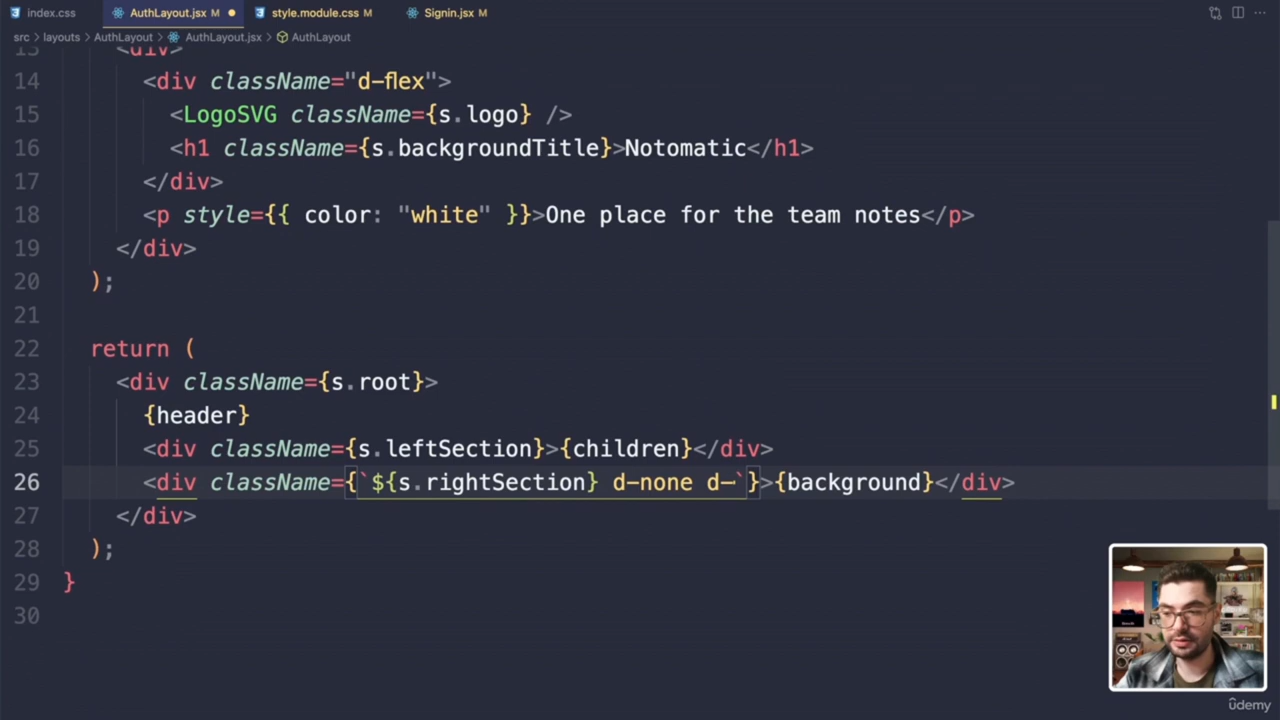 index.css
AuthLayout.jsx M
style.module.css M
Signin.jsx M
src > layouts > AuthLayout > AuthLayout.jsx > AuthLayout
13 <div>
14 <div className="d-flex">
15 <LogoSVG className={s.logo} />
16 <h1 className={s.backgroundTitle}>Notomatic</h1>
17 </div>
18 <p style={{ color: "white" }}>One place for the team notes</p>
19 </div>
20 );
21
22 return (
23 <div className={s.root}>
24 {header}
25 <div className={s.leftSection}>{children}</div>
26 <div className={`${s.rightSection} d-none d-`}>{background}</div>
27 </div>
28 );
29 }
30
ûdemy